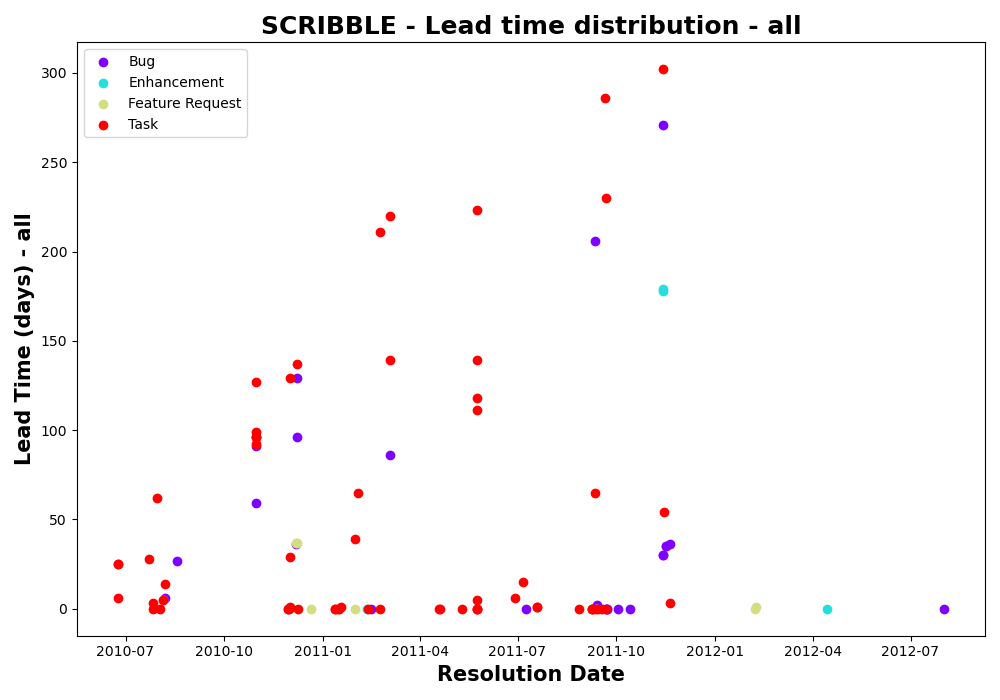 SCRIBBLE - Lead time distribution - all
Bug
Enhancement
Feature Request
Task
Lead Time (days) - all
300
250
200
150
100
50
0
2010-07
2010-10
2011-01
2011-04
2011-07
2011-10
2012-01
2012-04
2012-07
Resolution Date